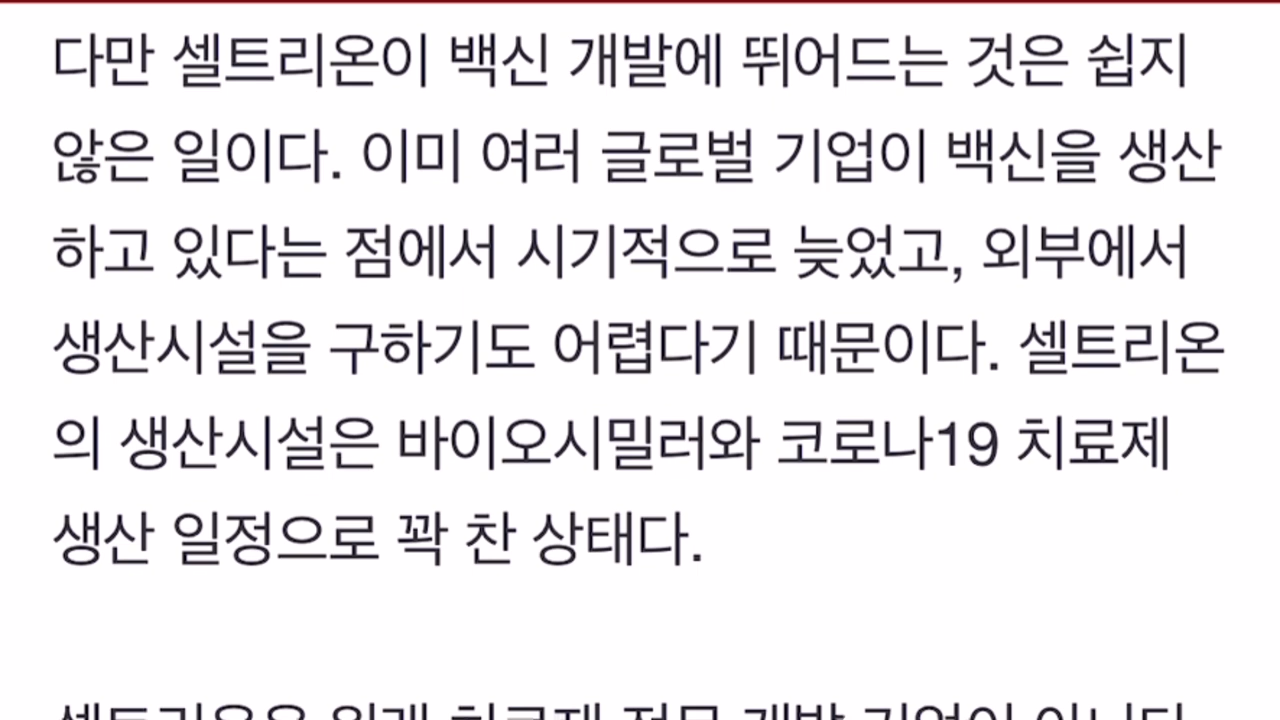 다만 셀트리온이 백신 개발에 뛰어드는 것은 쉽지
않은 일이다. 이미 여러 글로벌 기업이 백신을 생산
하고 있다는 점에서 시기적으로 늦었고, 외부에서
생산시설을 구하기도 어렵다기 때문이다. 셀트리온
의 생산시설은 바이오시밀러와 코로나19 치료제
생산 일정으로 꽉 찬 상태다.